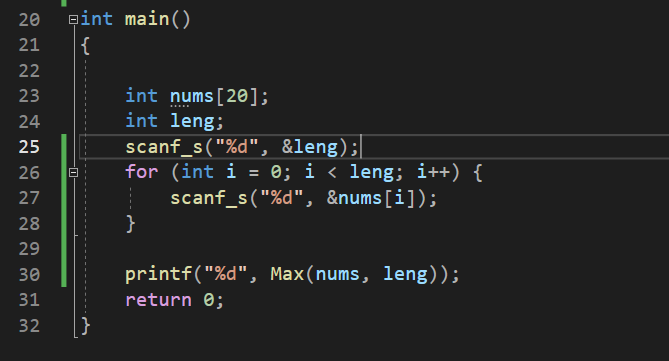 20 int main()
21 {
22
23 int nums[20];
24 int leng;
25 scanf_s("%d", &leng);
26 for (int i = 0; i < leng; i++) {
27 scanf_s("%d", &nums[i]);
28 }
29
30 printf("%d", Max(nums, leng));
31 return 0;
32 }